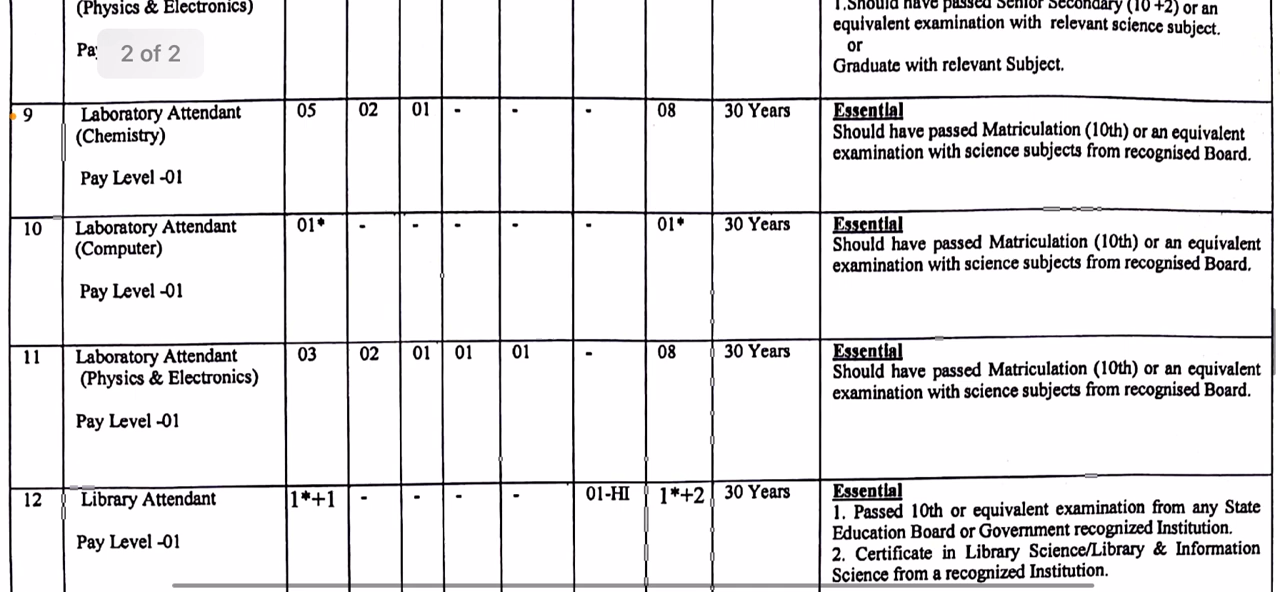 (Physics & Electronics)
Pa
2 of 2
1.Should have passed Senior Secondary (10 +2) or an
equivalent examination with relevant science subject.
or
Graduate with relevant Subject.
9 Laboratory Attendant 05 02 01 - - - 08 30 Years Essential
(Chemistry)
Should have passed Matriculation (10th) or an equivalent
examination with science subjects from recognised Board.
Pay Level -01
10 Laboratory Attendant 01* - - - - - 01* 30 Years Essential
(Computer)
Should have passed Matriculation (10th) or an equivalent
examination with science subjects from recognised Board.
Pay Level -01
11 Laboratory Attendant 03 02 01 01 01 - 08 30 Years Essential
(Physics & Electronics)
Should have passed Matriculation (10th) or an equivalent
examination with science subjects from recognised Board.
Pay Level -01
12 Library Attendant 1*+1 - - - - 01-HI 1*+2 30 Years Essential
1. Passed 10th or equivalent examination from any State
Education Board or Government recognized Institution.
Pay Level -01
2. Certificate in Library Science/Library & Information
Science from a recognized Institution.